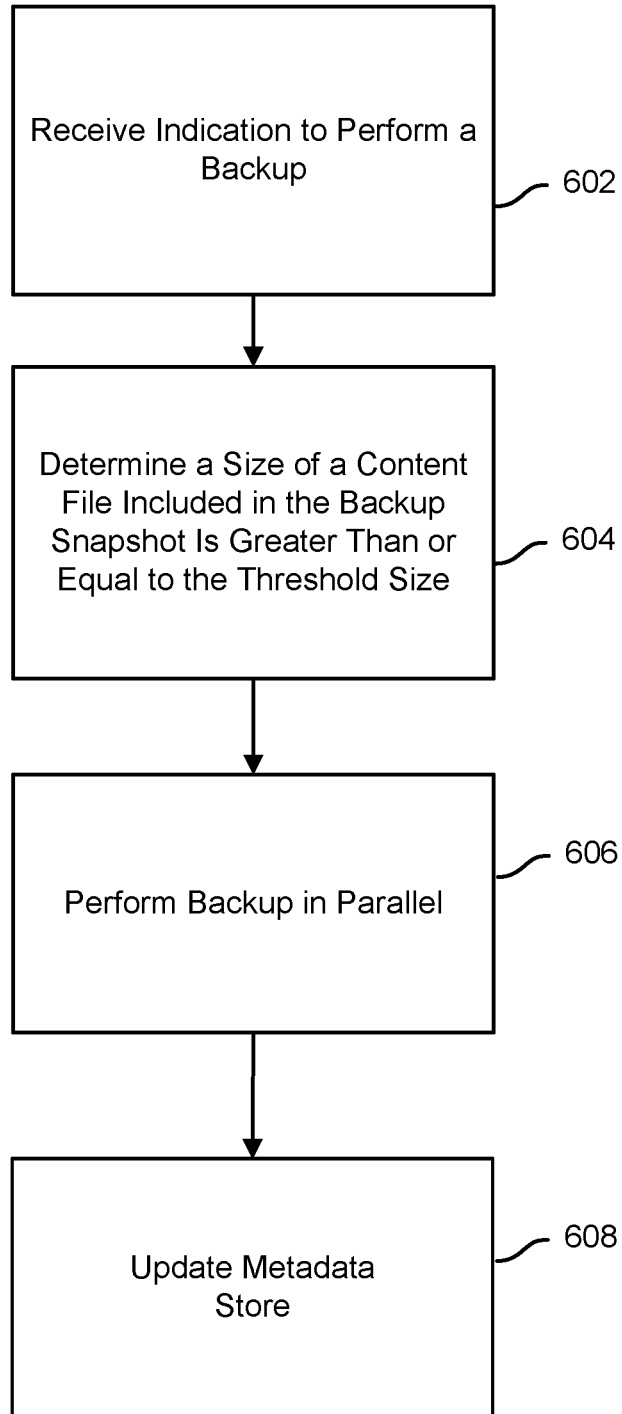 Receive Indication to Perform a
Backup
602
Determine a Size of a Content
File Included in the Backup
Snapshot Is Greater Than or
Equal to the Threshold Size
604
Perform Backup in Parallel
606
Update Metadata
Store
608